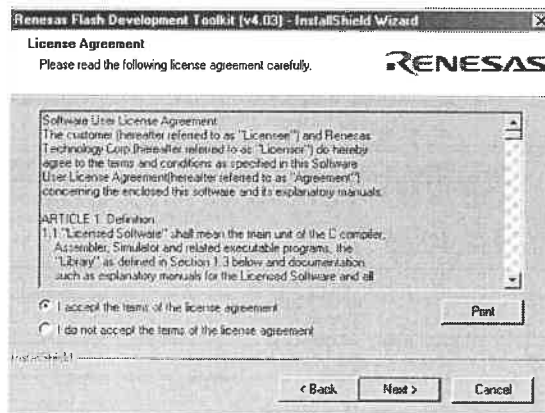 Renesas Flash Development Toolkit (v4.03) - InstallShield Wizard
License Agreement
Please read the following license agreement carefully.
RENESAS
Software User License Agreement
The customer (hereafter referred to as "Licensee") and Renesas
Technology Corp.(hereafter referred to as "Licensor") do hereby
agree to the terms and conditions as specified in this Software
User License Agreement(hereafter referred to as "Agreement")
concerning the enclosed this software and its explanatory manuals.
ARTICLE 1. Definition
1.1 "Licensed Software" shall mean the main unit of the C compiler,
Assembler, Simulator and related executable programs, the
"Library" as defined in Section 1.3 below and documentation
such as explanatory manuals for the Licensed Software and all
I accept the terms of the license agreement
Print
I do not accept the terms of the license agreement
InstallShield
< Back
Next >
Cancel